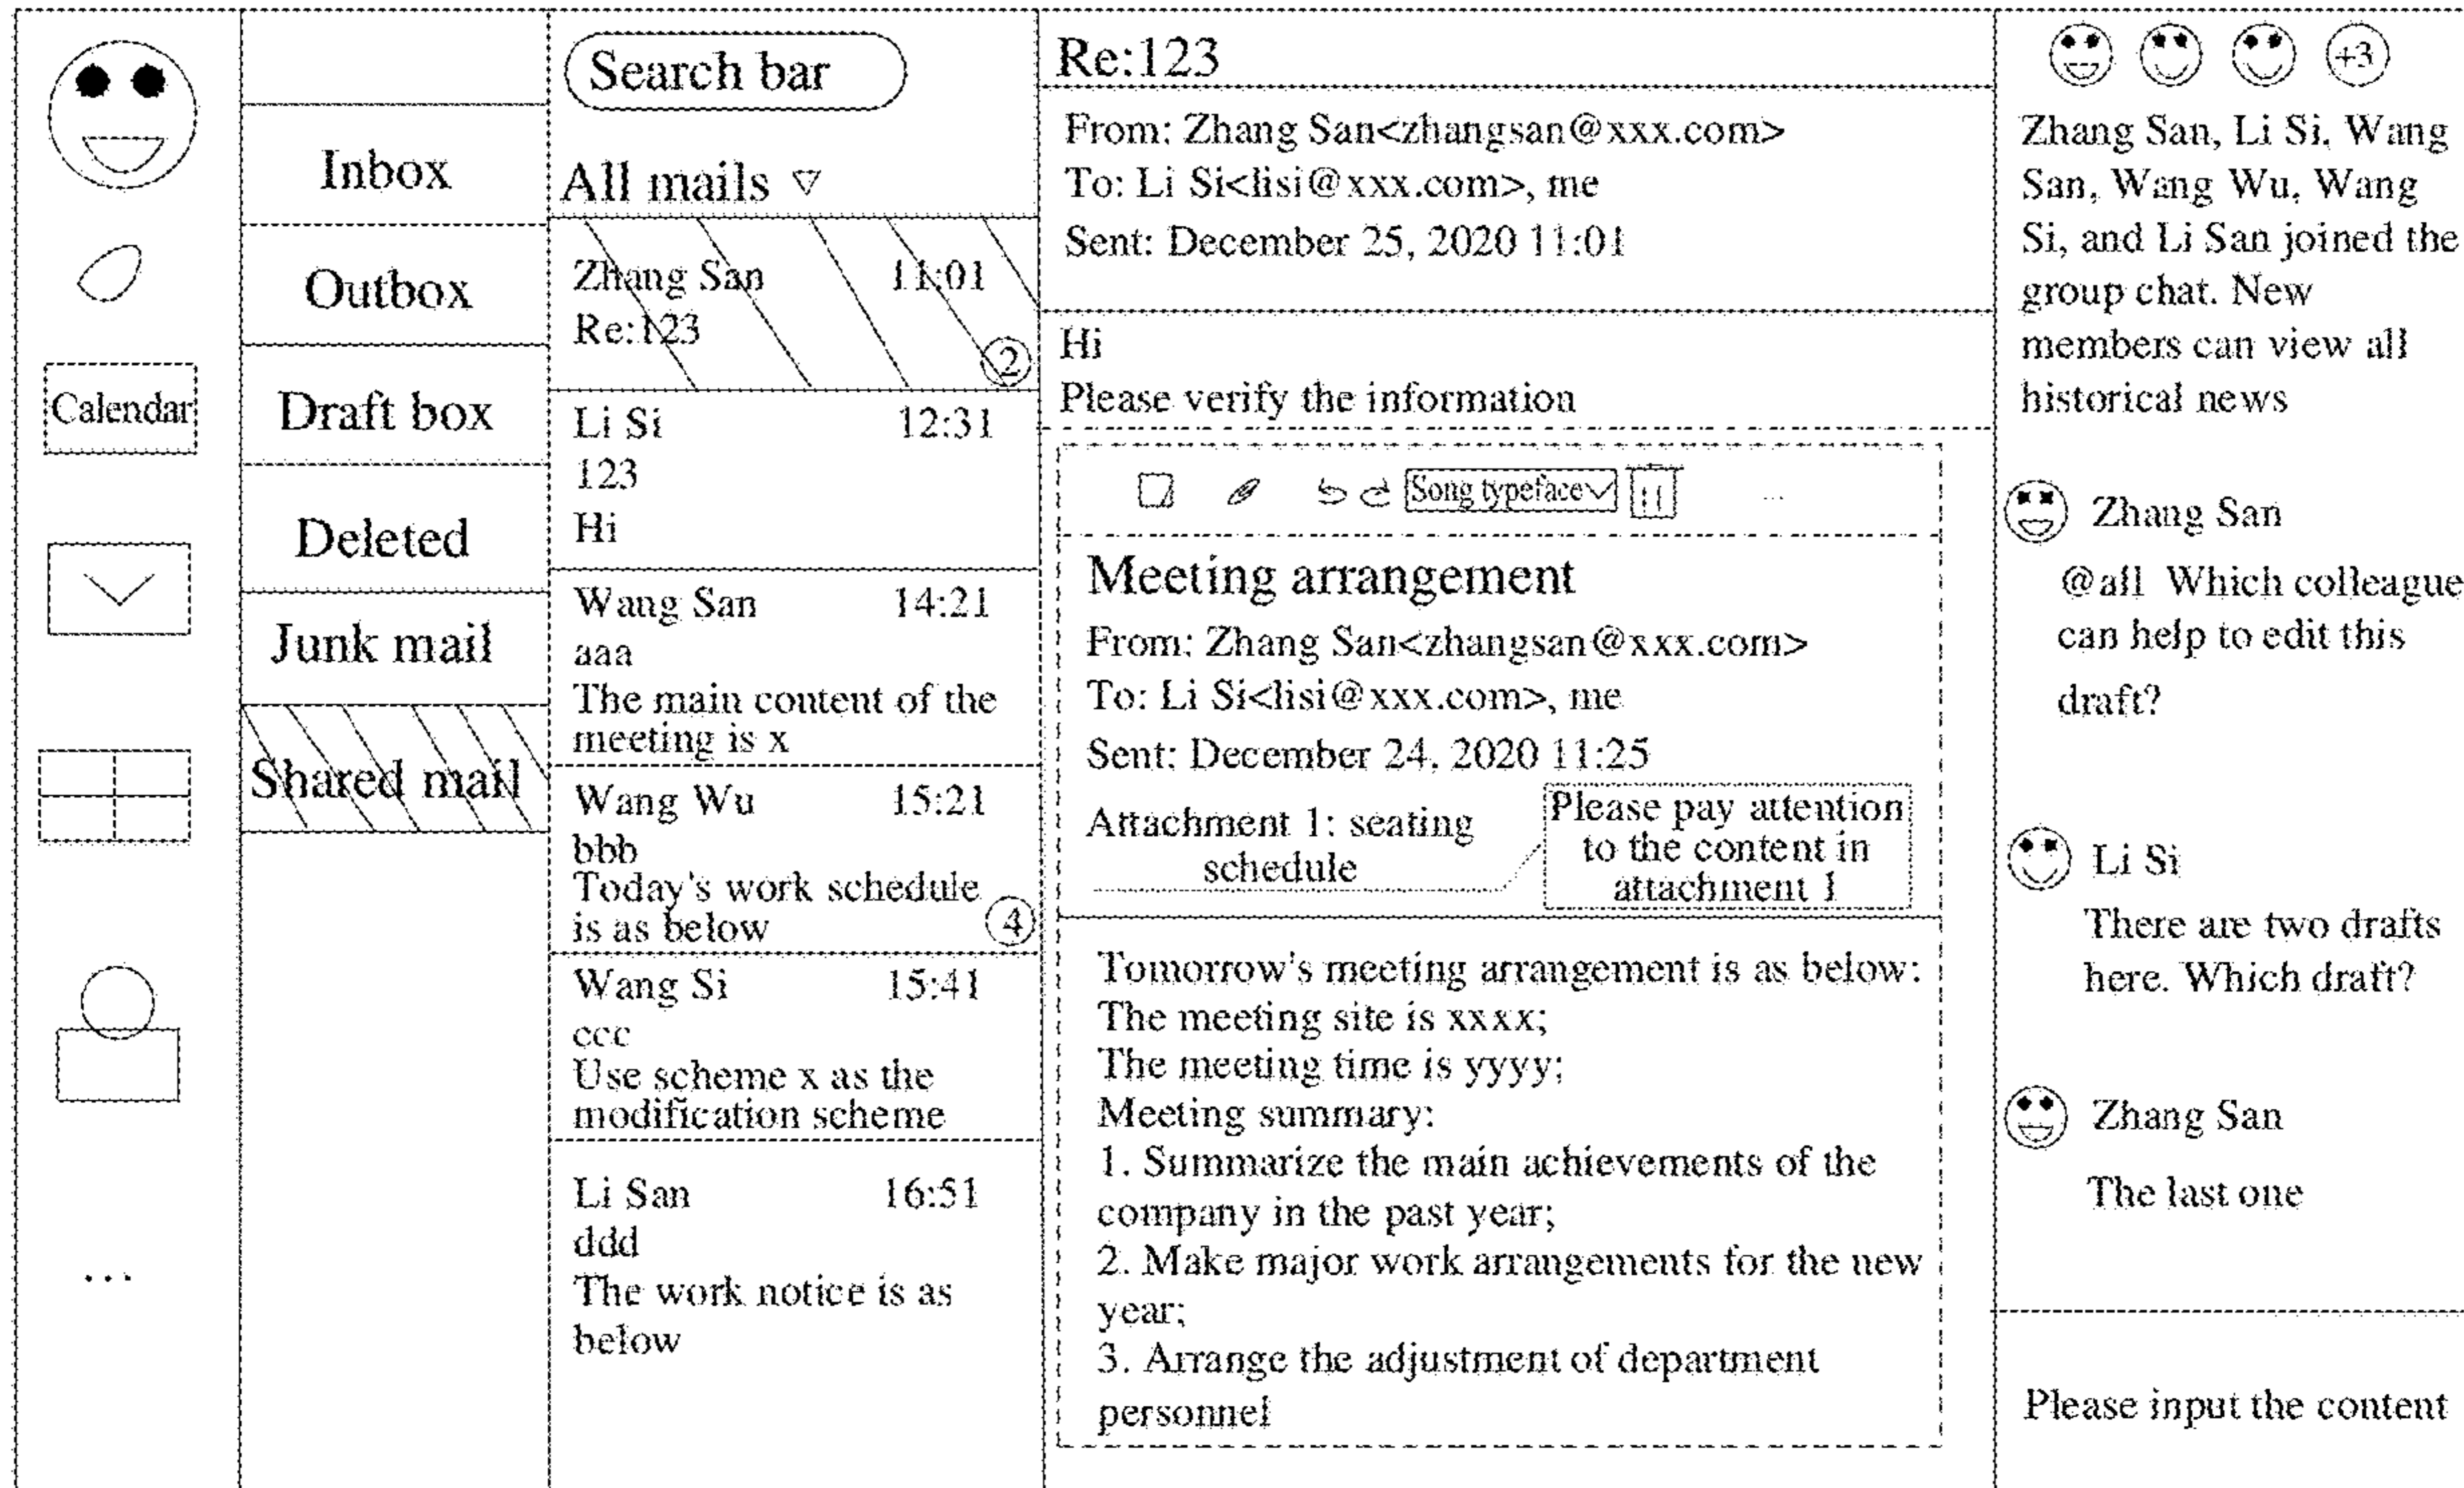 Calendar
Inbox
Outbox
Draft box
Deleted
Junk mail
Shared mail
Search bar
All mails
Zhang San 11:01
Re:123
2
Li Si 12:31
123
Hi
Wang San 14:21
aaa
The main content of the
meeting is x
Wang Wu 15:21
bbb
Today's work schedule
is as below
4
Wang Si 15:41
ccc
Use scheme x as the
modification scheme
Li San 16:51
ddd
The work notice is as
below
...
Re:123
From: Zhang San<zhangsan@xxx.com>
To: Li Si<lisi@xxx.com>, me
Sent: December 25, 2020 11:01
Hi
Please verify the information
Song typeface
...
Meeting arrangement
From: Zhang San<zhangsan@xxx.com>
To: Li Si<lisi@xxx.com>, me
Sent: December 24, 2020 11:25
Attachment 1: seating
schedule
Please pay attention
to the content in
attachment 1
Tomorrow's meeting arrangement is as below:
The meeting site is xxxx;
The meeting time is yyyy;
Meeting summary:
1. Summarize the main achievements of the
company in the past year;
2. Make major work arrangements for the new
year;
3. Arrange the adjustment of department
personnel
+3
Zhang San, Li Si, Wang
San, Wang Wu, Wang
Si, and Li San joined the
group chat. New
members can view all
historical news
Zhang San
@all Which colleague
can help to edit this
draft?
Li Si
There are two drafts
here. Which draft?
Zhang San
The last one
Please input the content